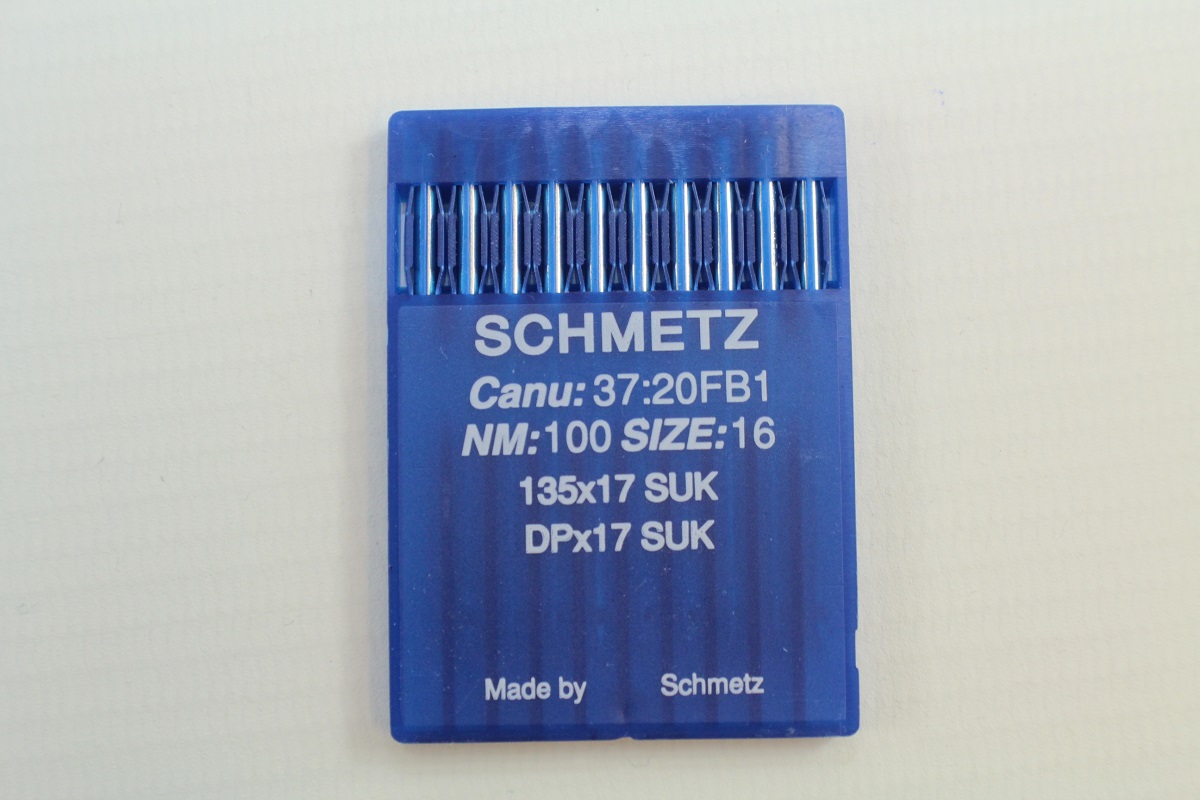 SCHMETZ
Canu: 37:20FB1
NM:100 SIZE:16
135x17 SUK
DPx17 SUK
Made by Schmetz